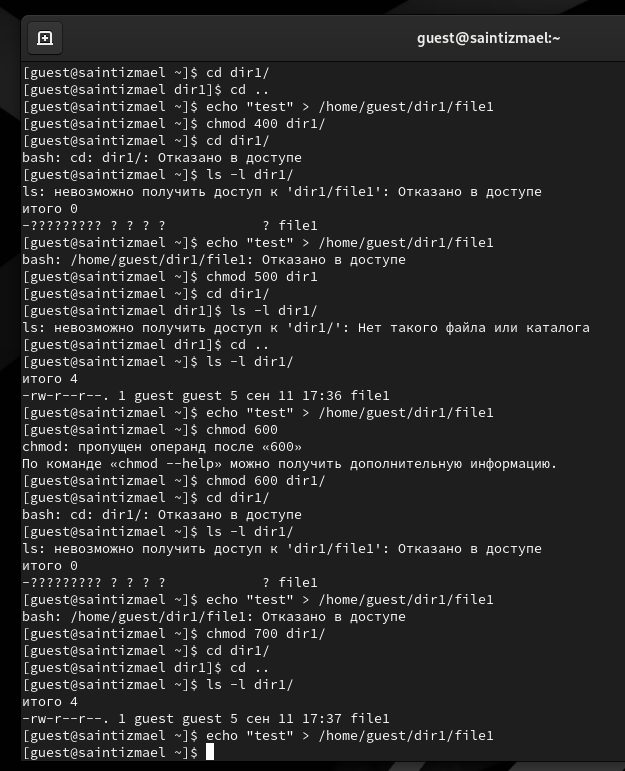 guest@saintizmael:~
[guest@saintizmael ~]$ cd dir1/
[guest@saintizmael dir1]$ cd ..
[guest@saintizmael ~]$ echo "test" > /home/guest/dir1/file1
[guest@saintizmael ~]$ chmod 400 dir1/
[guest@saintizmael ~]$ cd dir1/
bash: cd: dir1/: Отказано в доступе
[guest@saintizmael ~]$ ls -l dir1/
ls: невозможно получить доступ к 'dir1/file1': Отказано в доступе
итого 0
-????????? ? ? ? ?            ? file1
[guest@saintizmael ~]$ echo "test" > /home/guest/dir1/file1
bash: /home/guest/dir1/file1: Отказано в доступе
[guest@saintizmael ~]$ chmod 500 dir1
[guest@saintizmael ~]$ cd dir1/
[guest@saintizmael dir1]$ ls -l dir1/
ls: невозможно получить доступ к 'dir1/': Нет такого файла или каталога
[guest@saintizmael dir1]$ cd ..
[guest@saintizmael ~]$ ls -l dir1/
итого 4
-rw-r--r--. 1 guest guest 5 сен 11 17:36 file1
[guest@saintizmael ~]$ echo "test" > /home/guest/dir1/file1
[guest@saintizmael ~]$ chmod 600
chmod: пропущен операнд после «600»
По команде «chmod --help» можно получить дополнительную информацию.
[guest@saintizmael ~]$ chmod 600 dir1/
[guest@saintizmael ~]$ cd dir1/
bash: cd: dir1/: Отказано в доступе
[guest@saintizmael ~]$ ls -l dir1/
ls: невозможно получить доступ к 'dir1/file1': Отказано в доступе
итого 0
-????????? ? ? ? ?            ? file1
[guest@saintizmael ~]$ echo "test" > /home/guest/dir1/file1
bash: /home/guest/dir1/file1: Отказано в доступе
[guest@saintizmael ~]$ chmod 700 dir1/
[guest@saintizmael ~]$ cd dir1/
[guest@saintizmael dir1]$ cd ..
[guest@saintizmael ~]$ ls -l dir1/
итого 4
-rw-r--r--. 1 guest guest 5 сен 11 17:37 file1
[guest@saintizmael ~]$ echo "test" > /home/guest/dir1/file1
[guest@saintizmael ~]$